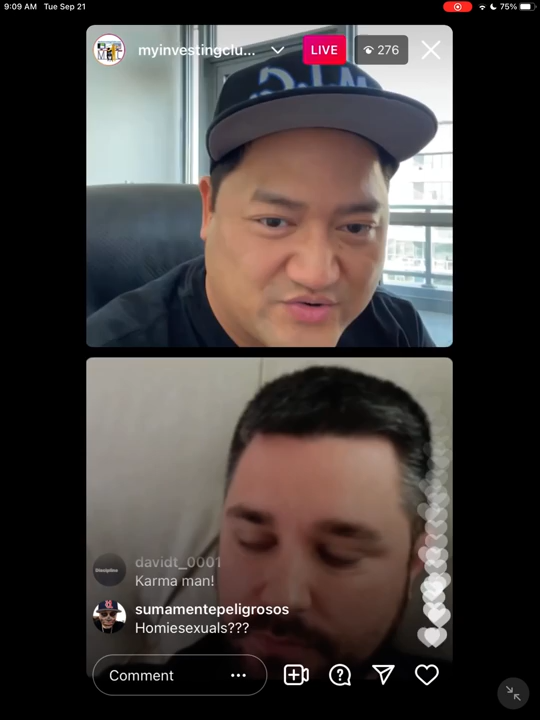 9:09 AM Tue Sep 21
75%
myinvestingclu...
LIVE
276
M.I.C.
davidt_0001
Karma man!
sumamentepeligrosos
Homiesexuals???
Comment